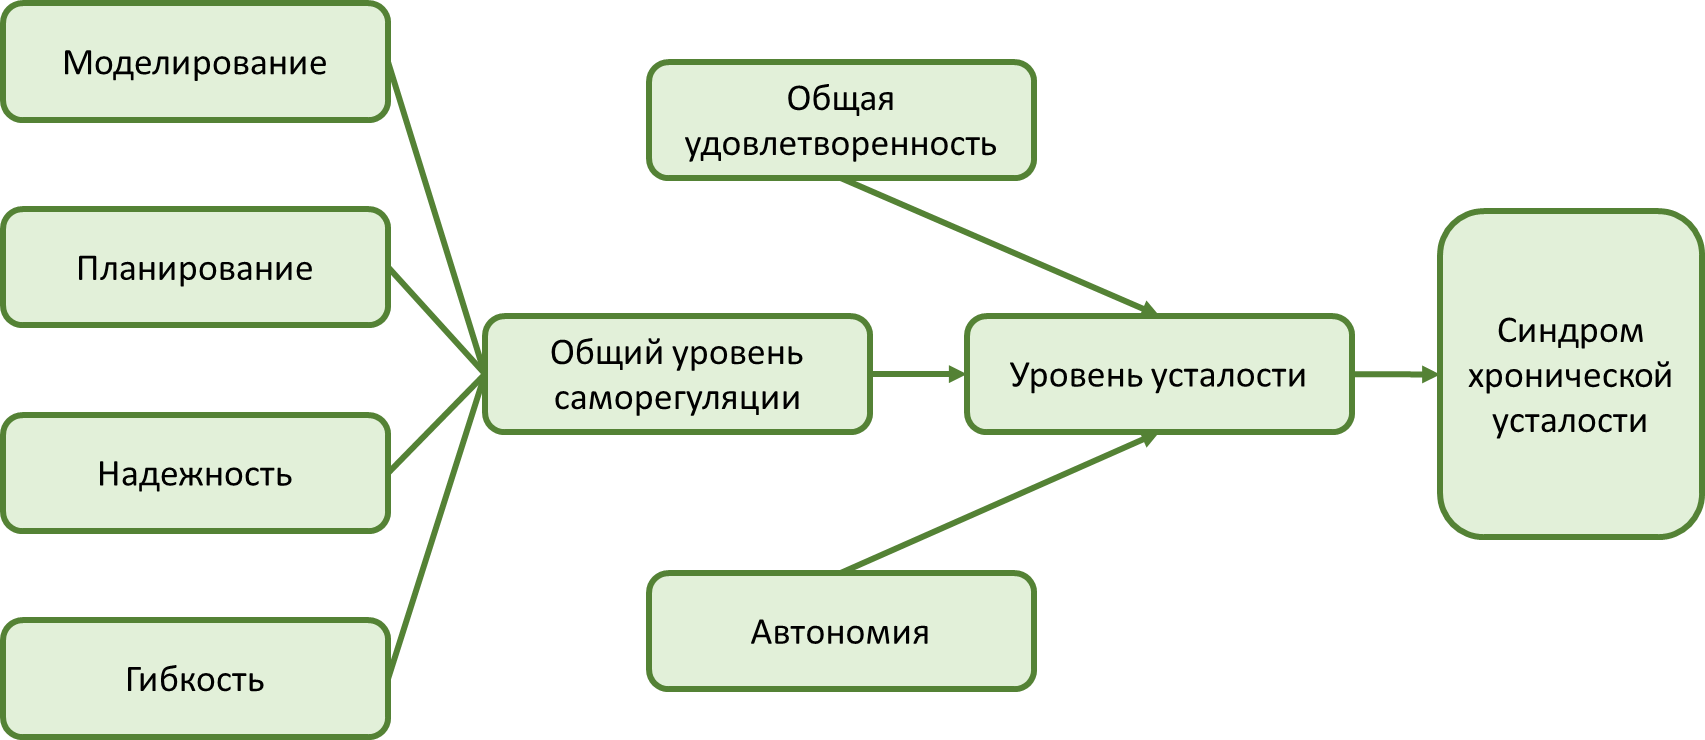 Моделирование
Планирование
Надежность
Гибкость
Общий уровень
саморегуляции
Общая
удовлетворенность
Автономия
Уровень усталости
Синдром
хронической
усталости